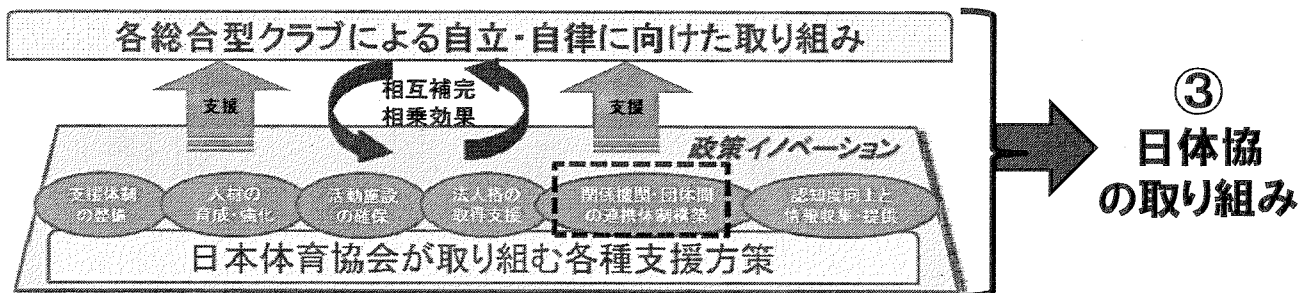 各総合型クラブによる自立・自律に向けた取り組み
支援
相互補完
相乗効果
支援
政策イノベーション
支援体制
の整備
人材の
育成・強化
活動施設
の確保
法人格の
取得支援
関係機関・団体間
の連携体制構築
認知度向上と
情報収集・提供
日本体育協会が取り組む各種支援方策
③
日体協
の取り組み